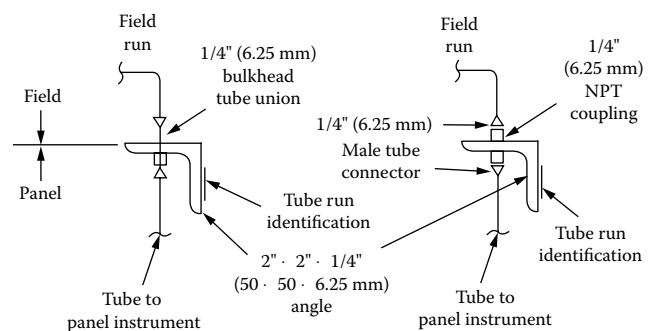 Field
run
1/4" (6.25 mm)
bulkhead
tube union
Field
Panel
Tube run
identification
2" · 2" · 1/4"
(50 · 50 · 6.25 mm)
angle
Tube to
panel instrument
Field
run
1/4"
(6.25 mm)
NPT
coupling
1/4" (6.25 mm)
Male tube
connector
Tube run
identification
Tube to
panel instrument